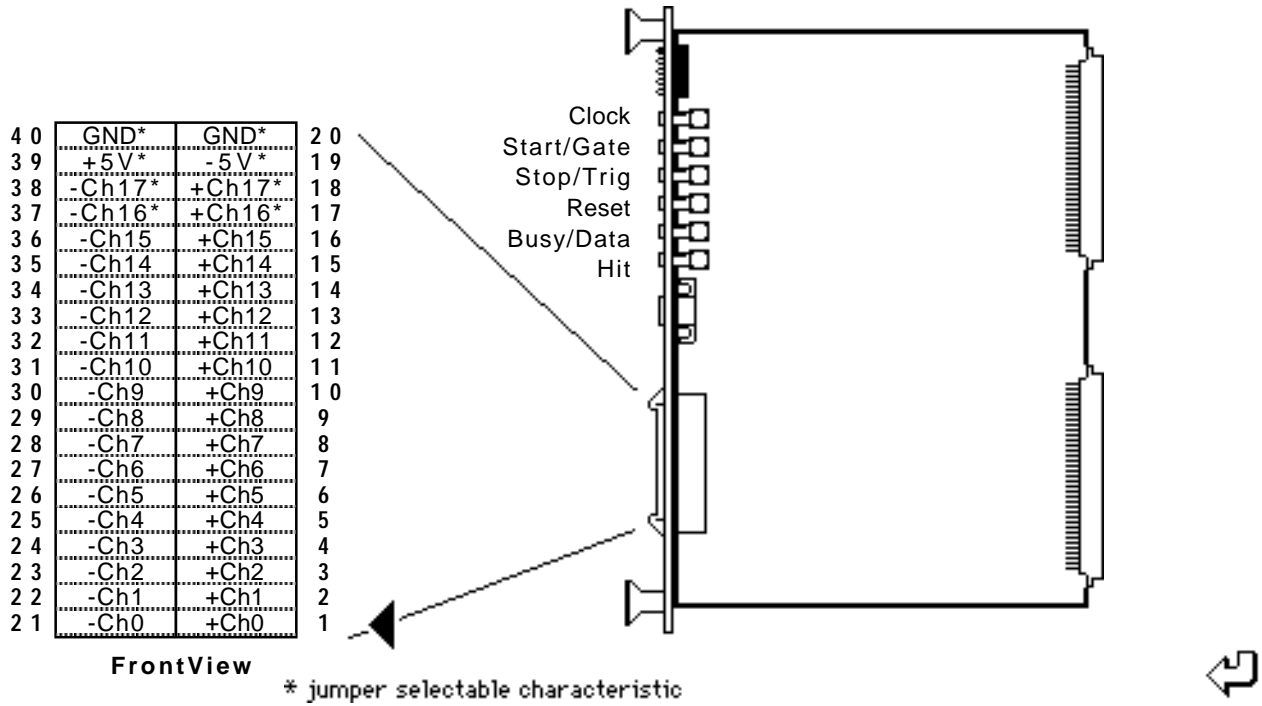 Clock
Start/Gate
Stop/Trig
Reset
Busy/Data
Hit
40 GND* GND* 20
39 +5V* -5V* 19
38 -Ch17* +Ch17* 18
37 -Ch16* +Ch16* 17
36 -Ch15 +Ch15 16
35 -Ch14 +Ch14 15
34 -Ch13 +Ch13 14
33 -Ch12 +Ch12 13
32 -Ch11 +Ch11 12
31 -Ch10 +Ch10 11
30 -Ch9 +Ch9 10
29 -Ch8 +Ch8 9
28 -Ch7 +Ch7 8
27 -Ch6 +Ch6 7
26 -Ch5 +Ch5 6
25 -Ch4 +Ch4 5
24 -Ch3 +Ch3 4
23 -Ch2 +Ch2 3
22 -Ch1 +Ch1 2
21 -Ch0 +Ch0 1
FrontView
* jumper selectable characteristic